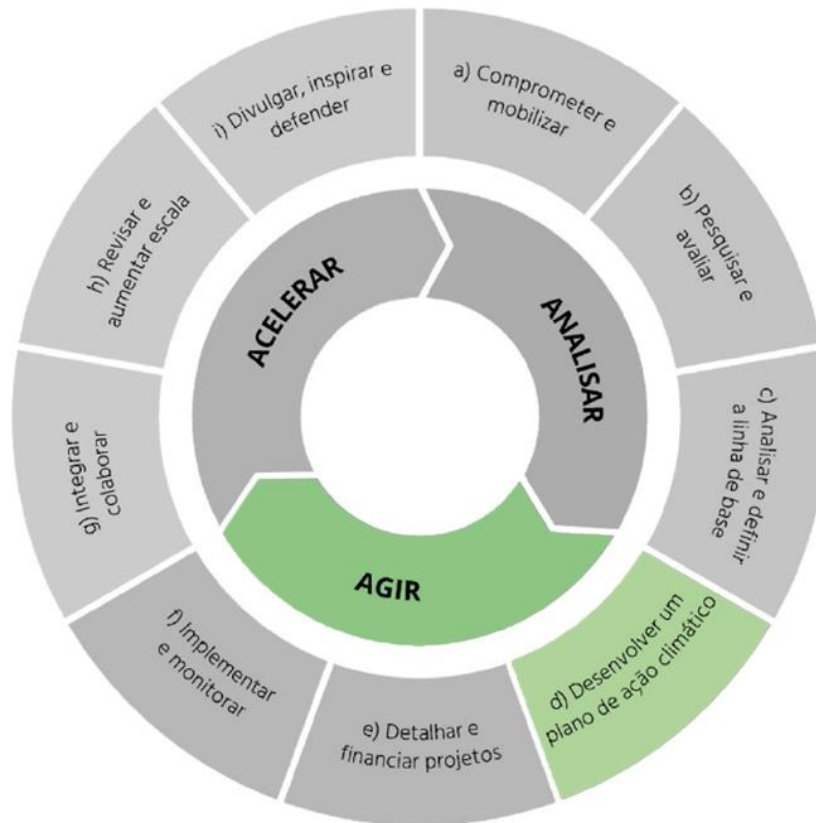 a) Comprometer e
mobilizar
b) Pesquisar e
avaliar
c) Analisar e definir
a linha de base
d) Desenvolver um
plano de ação climático
e) Detalhar e
financiar projetos
f) Implementar
e monitorar
g) Integrar e
colaborar
h) Revisar e
aumentar escala
i) Divulgar, inspirar e
defender
ANALISAR
AGIR
ACELERAR